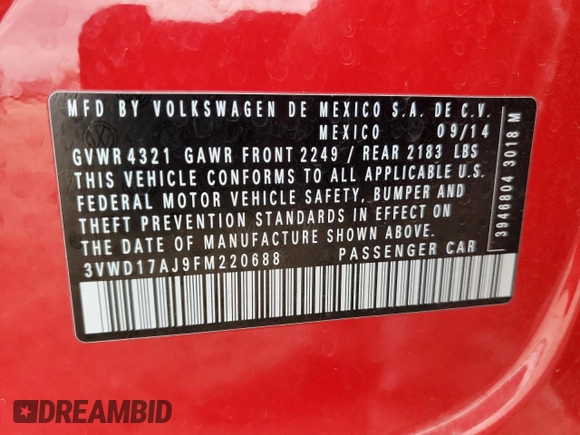 MFD BY VOLKSWAGEN DE MEXICO S.A. DE C.V.
MEXICO 09/14
GVWR 4321 GAWR FRONT 2249 / REAR 2183 LBS
THIS VEHICLE CONFORMS TO ALL APPLICABLE U.S.
FEDERAL MOTOR VEHICLE SAFETY, BUMPER AND
THEFT PREVENTION STANDARDS IN EFFECT ON
THE DATE OF MANUFACTURE SHOWN ABOVE.
3VWD17AJ9FM220688 PASSENGER CAR
3946804 3018 M
DREAMBID